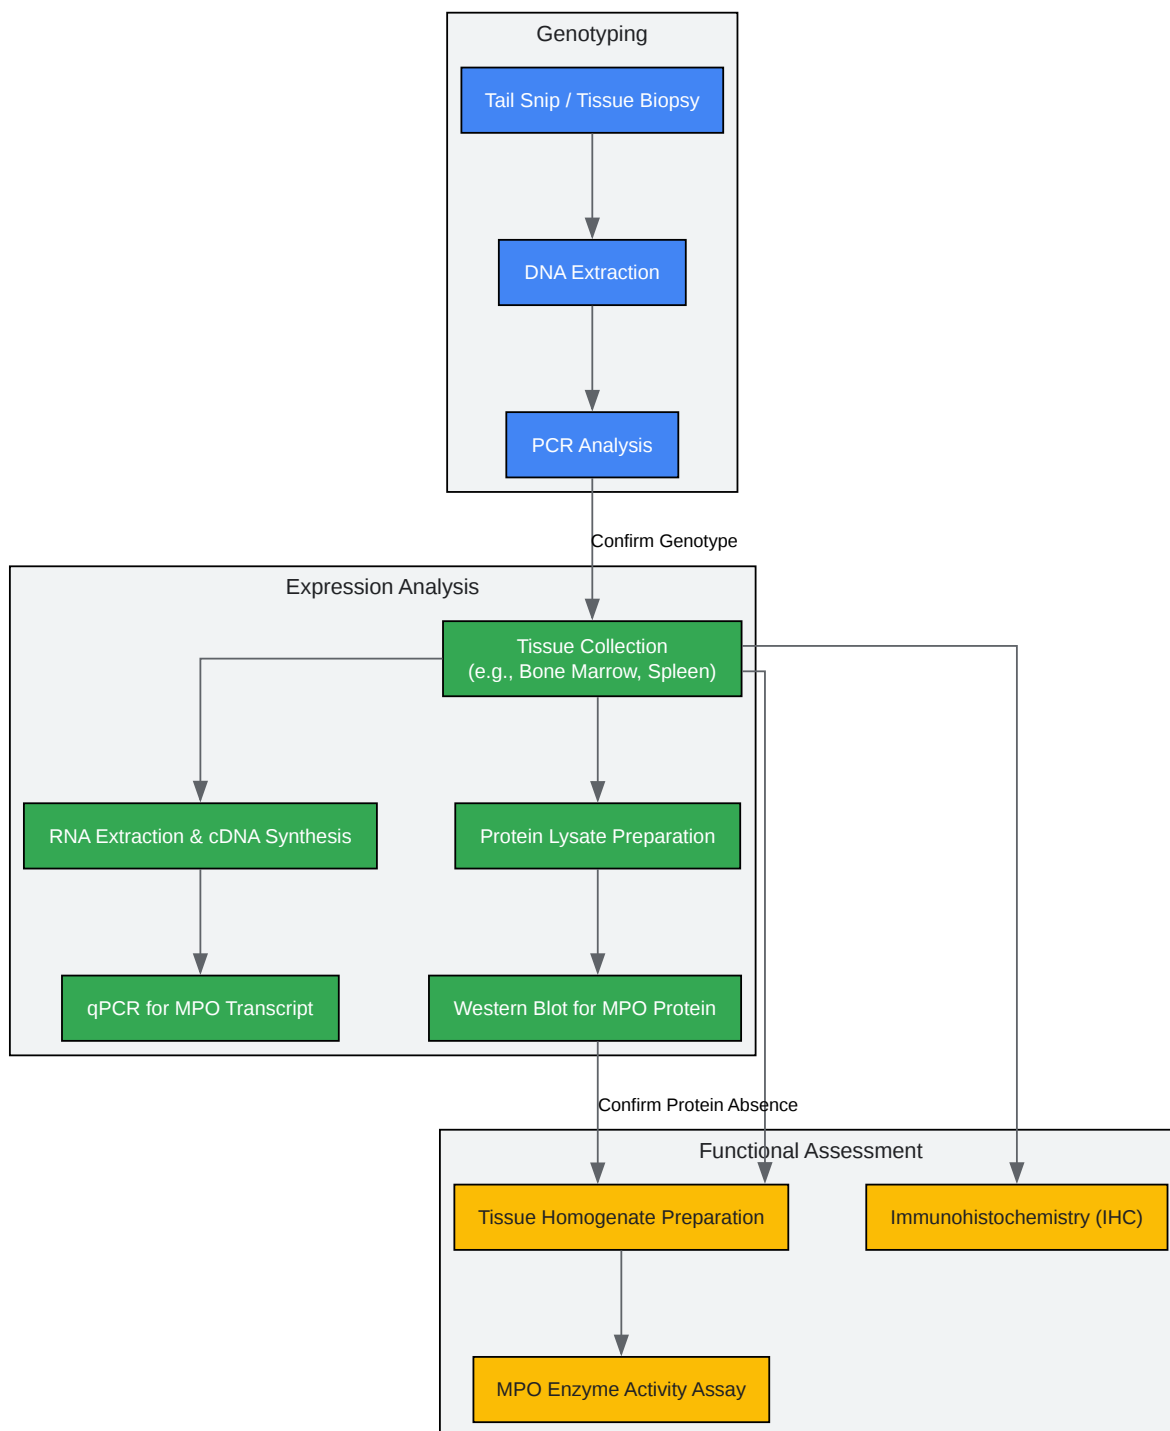 Genotyping
Tail Snip / Tissue Biopsy
DNA Extraction
PCR Analysis
Confirm Genotype
Expression Analysis
Tissue Collection
(e.g., Bone Marrow, Spleen)
RNA Extraction & cDNA Synthesis
Protein Lysate Preparation
qPCR for MPO Transcript
Western Blot for MPO Protein
Confirm Protein Absence
Functional Assessment
Tissue Homogenate Preparation
Immunohistochemistry (IHC)
MPO Enzyme Activity Assay